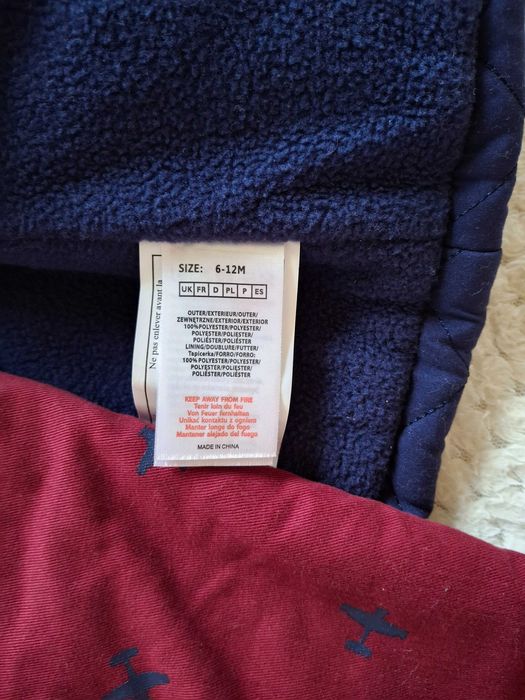 SIZE: 6-12M
UK FR D PL P ES
OUTER/EXTERIEUR/OUTER/
ZEWNĘTRZNE/EXTERIOR/EXTERIOR
100%POLYESTER/POLYESTER/
POLYESTER/POLYESTER/
POLIÉSTER/POLIÉSTER
LINING/DOUBLURE/FUTTER/
Tapicerka/FORRO/FORRO:
100% POLYESTER/POLYESTER/
POLYESTER/POLYESTER/
POLIÉSTER/POLIÉSTER
KEEP AWAY FROM FIRE
Tenir loin du feu
Von Feuer fernhalten
Unikać kontaktu z ogniem
Manter longe do fogo
Mantener alejado del fuego
MADE IN CHINA
Ne pas enlever avant la